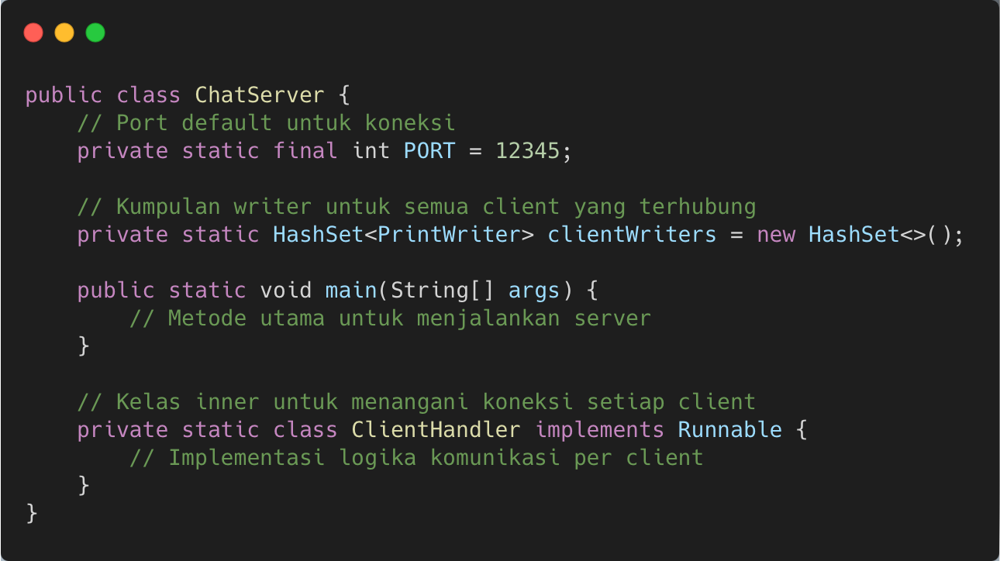 public class ChatServer {
    // Port default untuk koneksi
    private static final int PORT = 12345;

    // Kumpulan writer untuk semua client yang terhubung
    private static HashSet<PrintWriter> clientWriters = new HashSet<>();

    public static void main(String[] args) {
        // Metode utama untuk menjalankan server
    }

    // Kelas inner untuk menangani koneksi setiap client
    private static class ClientHandler implements Runnable {
        // Implementasi logika komunikasi per client
    }
}